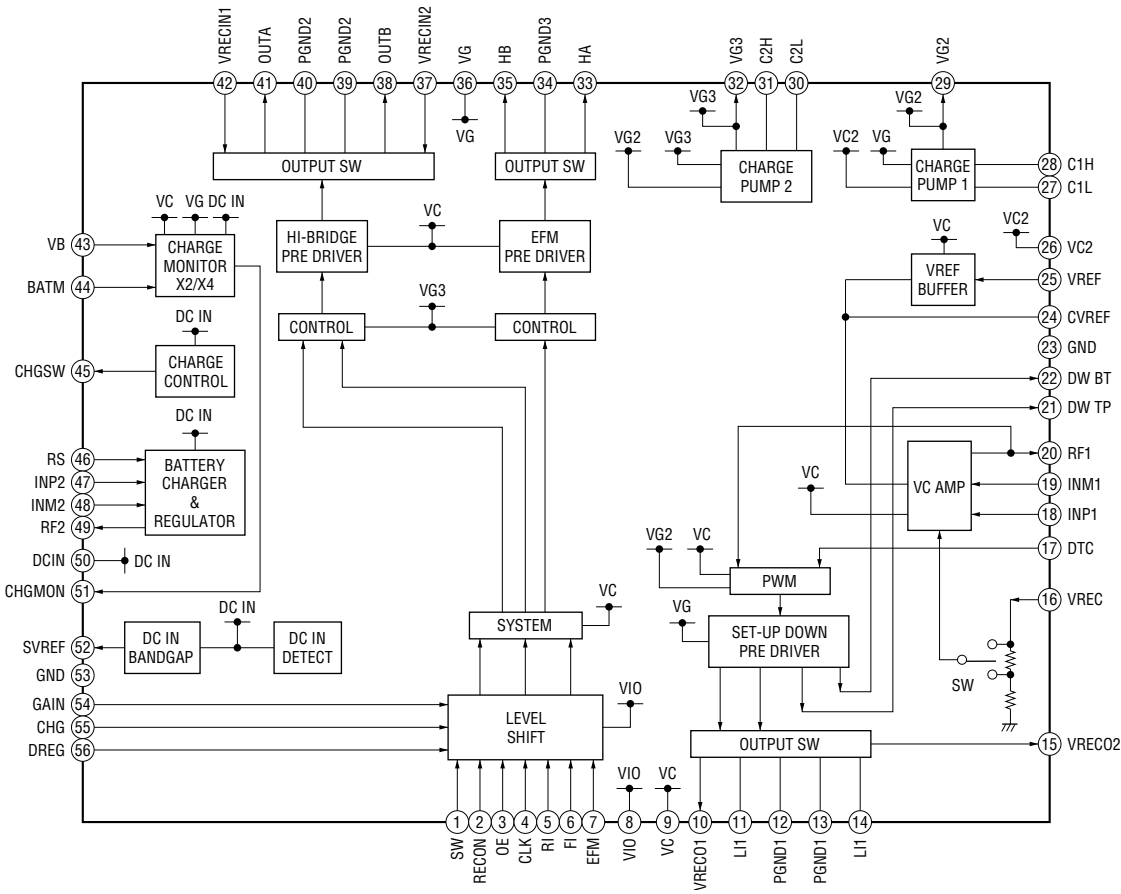 VRECIN1
OUTA
PGND2
PGND2
OUTB
VRECIN2
VG
HB
PGND3
HA
VG3
C2H
C2L
VG2
42
41
40
39
38
37
36
35
34
33
32
31
30
29
VG
VG3
VG2
VG3
VG2
VC2
VG
OUTPUT SW
OUTPUT SW
CHARGE
PUMP 2
CHARGE
PUMP 1
28 C1H
27 C1L
VC
VG
DC IN
VB 43
BATM 44
CHARGE
MONITOR
X2/X4
HI-BRIDGE
PRE DRIVER
VC
EFM
PRE DRIVER
VC
VC2
26 VC2
VREF
BUFFER
25 VREF
24 CVREF
23 GND
VG3
CONTROL
CONTROL
DC IN
CHGSW 45
CHARGE
CONTROL
22 DW BT
21 DW TP
DC IN
RS 46
INP2 47
INM2 48
RF2 49
BATTERY
CHARGER
&
REGULATOR
20 RF1
VC AMP
19 INM1
VC
18 INP1
DCIN 50
DC IN
17 DTC
VG2
VC
PWM
CHGMON 51
16 VREC
DC IN
SVREF 52
DC IN
BANDGAP
DC IN
DETECT
SYSTEM
VC
VG
SET-UP DOWN
PRE DRIVER
SW
GND 53
GAIN 54
CHG 55
DREG 56
LEVEL
SHIFT
VIO
OUTPUT SW
15 VRECO2
VIO
VC
1
2
3
4
5
6
7
8
9
10
11
12
13
14
SW
RECON
OE
CLK
RI
FI
EFM
VIO
VC
VRECO1
LI1
PGND1
PGND1
LI1